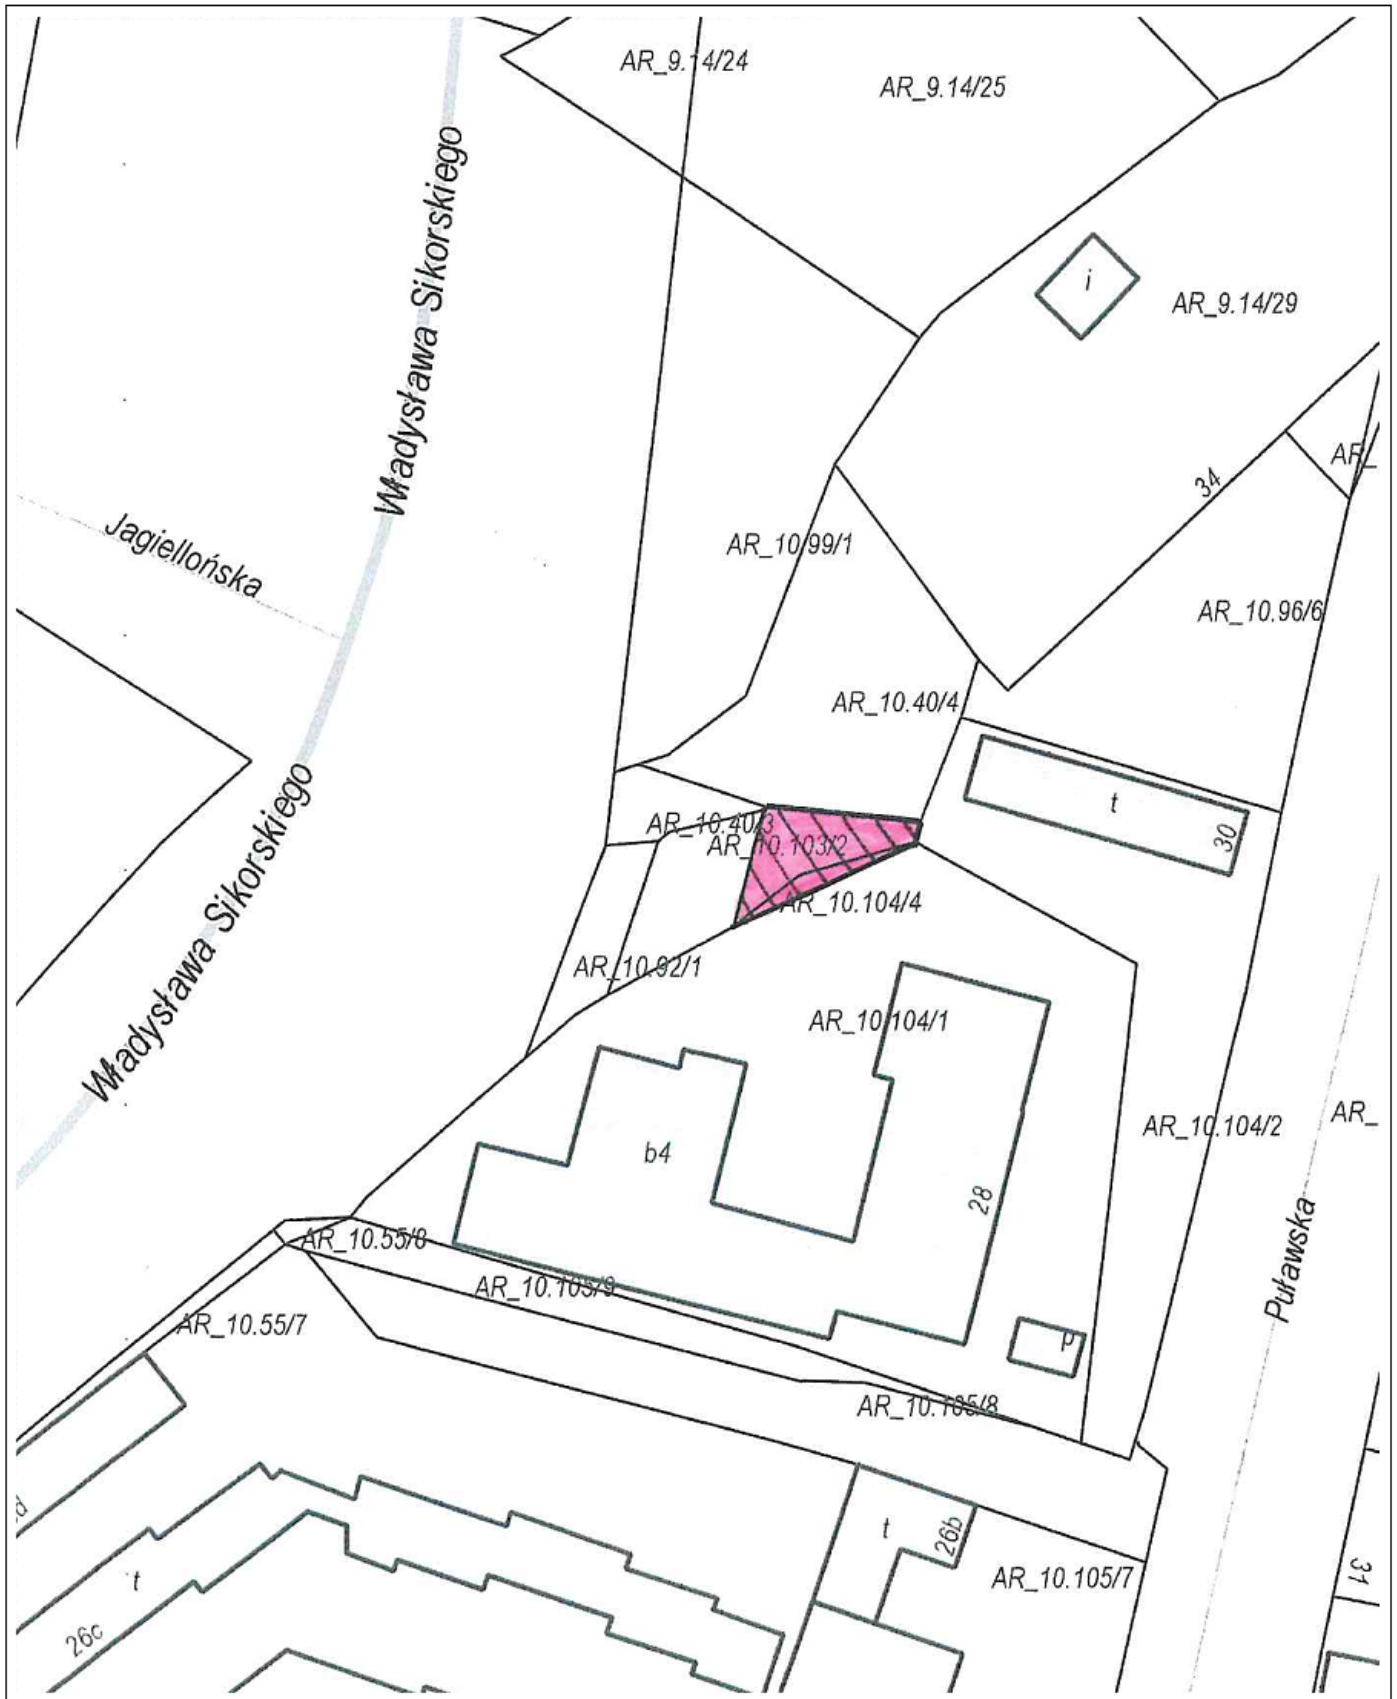 AR_9.14/24
AR_9.14/25
Władysława Sikorskiego
i
AR_9.14/29
AR_
34
Jagiellońska
AR_10.99/1
AR_10.96/6
AR_10.40/4
t
30
AR_10.40/3
AR_10.103/2
AR_10.104/4
Władysława Sikorskiego
AR_10.92/1
AR_10.104/1
AR_
AR_10.104/2
b4
28
Puławska
AR_10.55/8
AR_10.105/9
AR_10.55/7
p
AR_10.105/8
d
t
26b
AR_10.105/7
31
t
26c